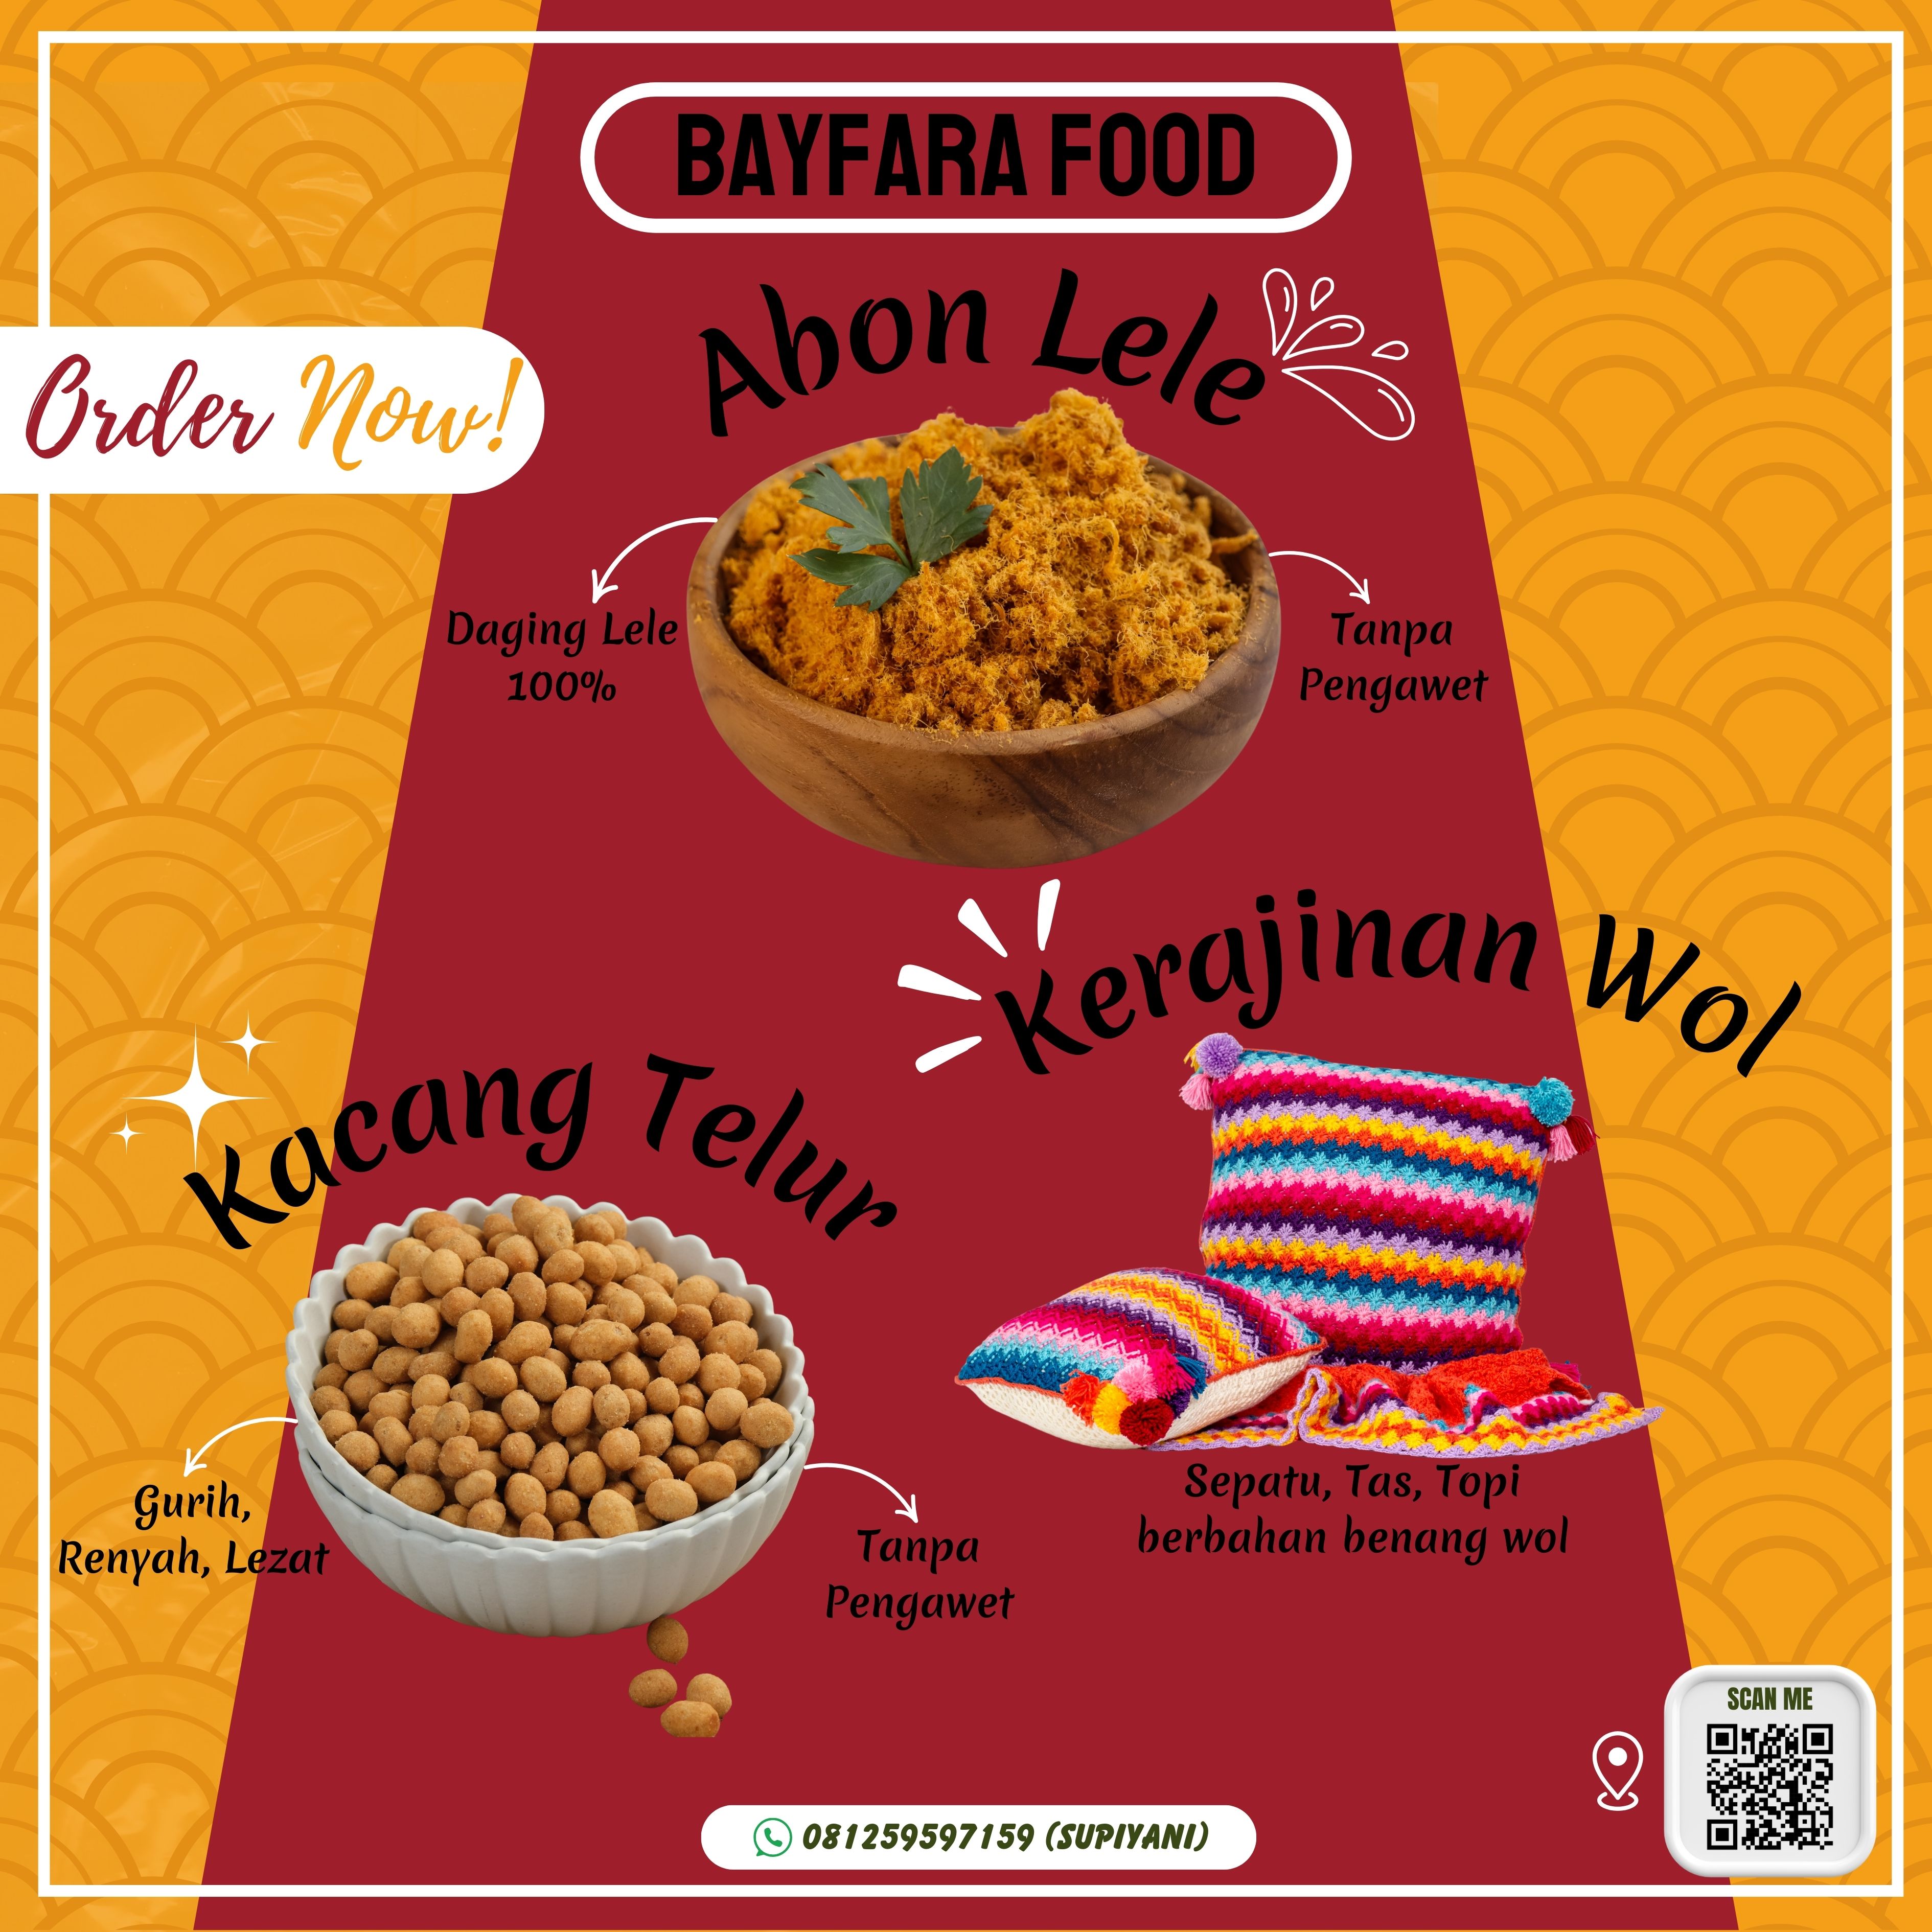 BAYFARA FOOD
Order Now!
Abon Lele
Daging Lele
100%
Tanpa
Pengawet
Kerajinan Wol
Kacang Telur
Sepatu, Tas, Topi
berbahan benang wol
Gurih,
Renyah, Lezat
Tanpa
Pengawet
SCAN ME
081259597159 (SUPIYANI)